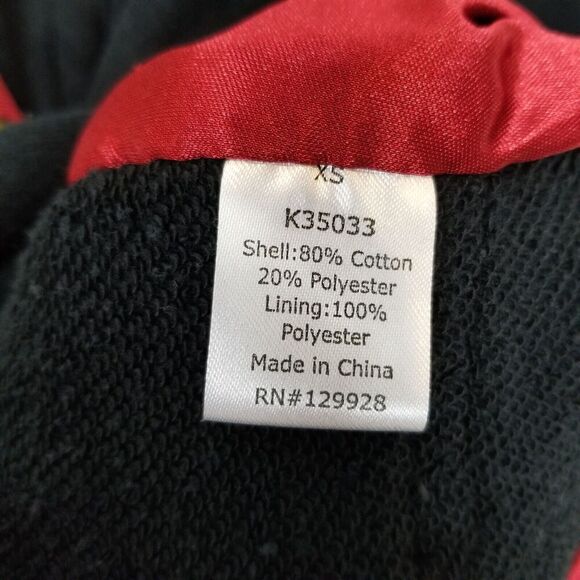 XS
K35033
Shell:80% Cotton
20% Polyester
Lining:100%
Polyester
Made in China
RN#129928